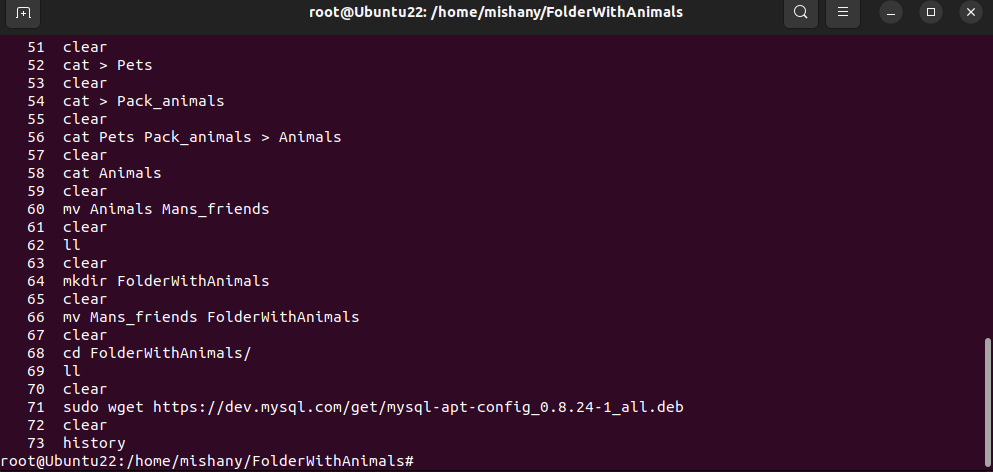 root@Ubuntu22: /home/mishany/FolderWithAnimals
51 clear
52 cat > Pets
53 clear
54 cat > Pack_animals
55 clear
56 cat Pets Pack_animals > Animals
57 clear
58 cat Animals
59 clear
60 mv Animals Mans_friends
61 clear
62 ll
63 clear
64 mkdir FolderWithAnimals
65 clear
66 mv Mans_friends FolderWithAnimals
67 clear
68 cd FolderWithAnimals/
69 ll
70 clear
71 sudo wget https://dev.mysql.com/get/mysql-apt-config_0.8.24-1_all.deb
72 clear
73 history
root@Ubuntu22:/home/mishany/FolderWithAnimals#